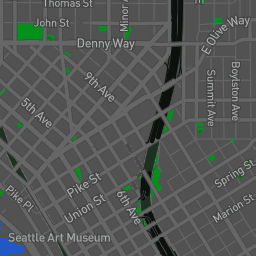 Thomas St
Minor
John St
E Olive Way
Denny Way
9th Ave
Summit Ave
Boylston Ave
5th Ave
Pike St
Spring St
Pike Pl
Union St
6th Ave
Marion St
Seattle Art Museum